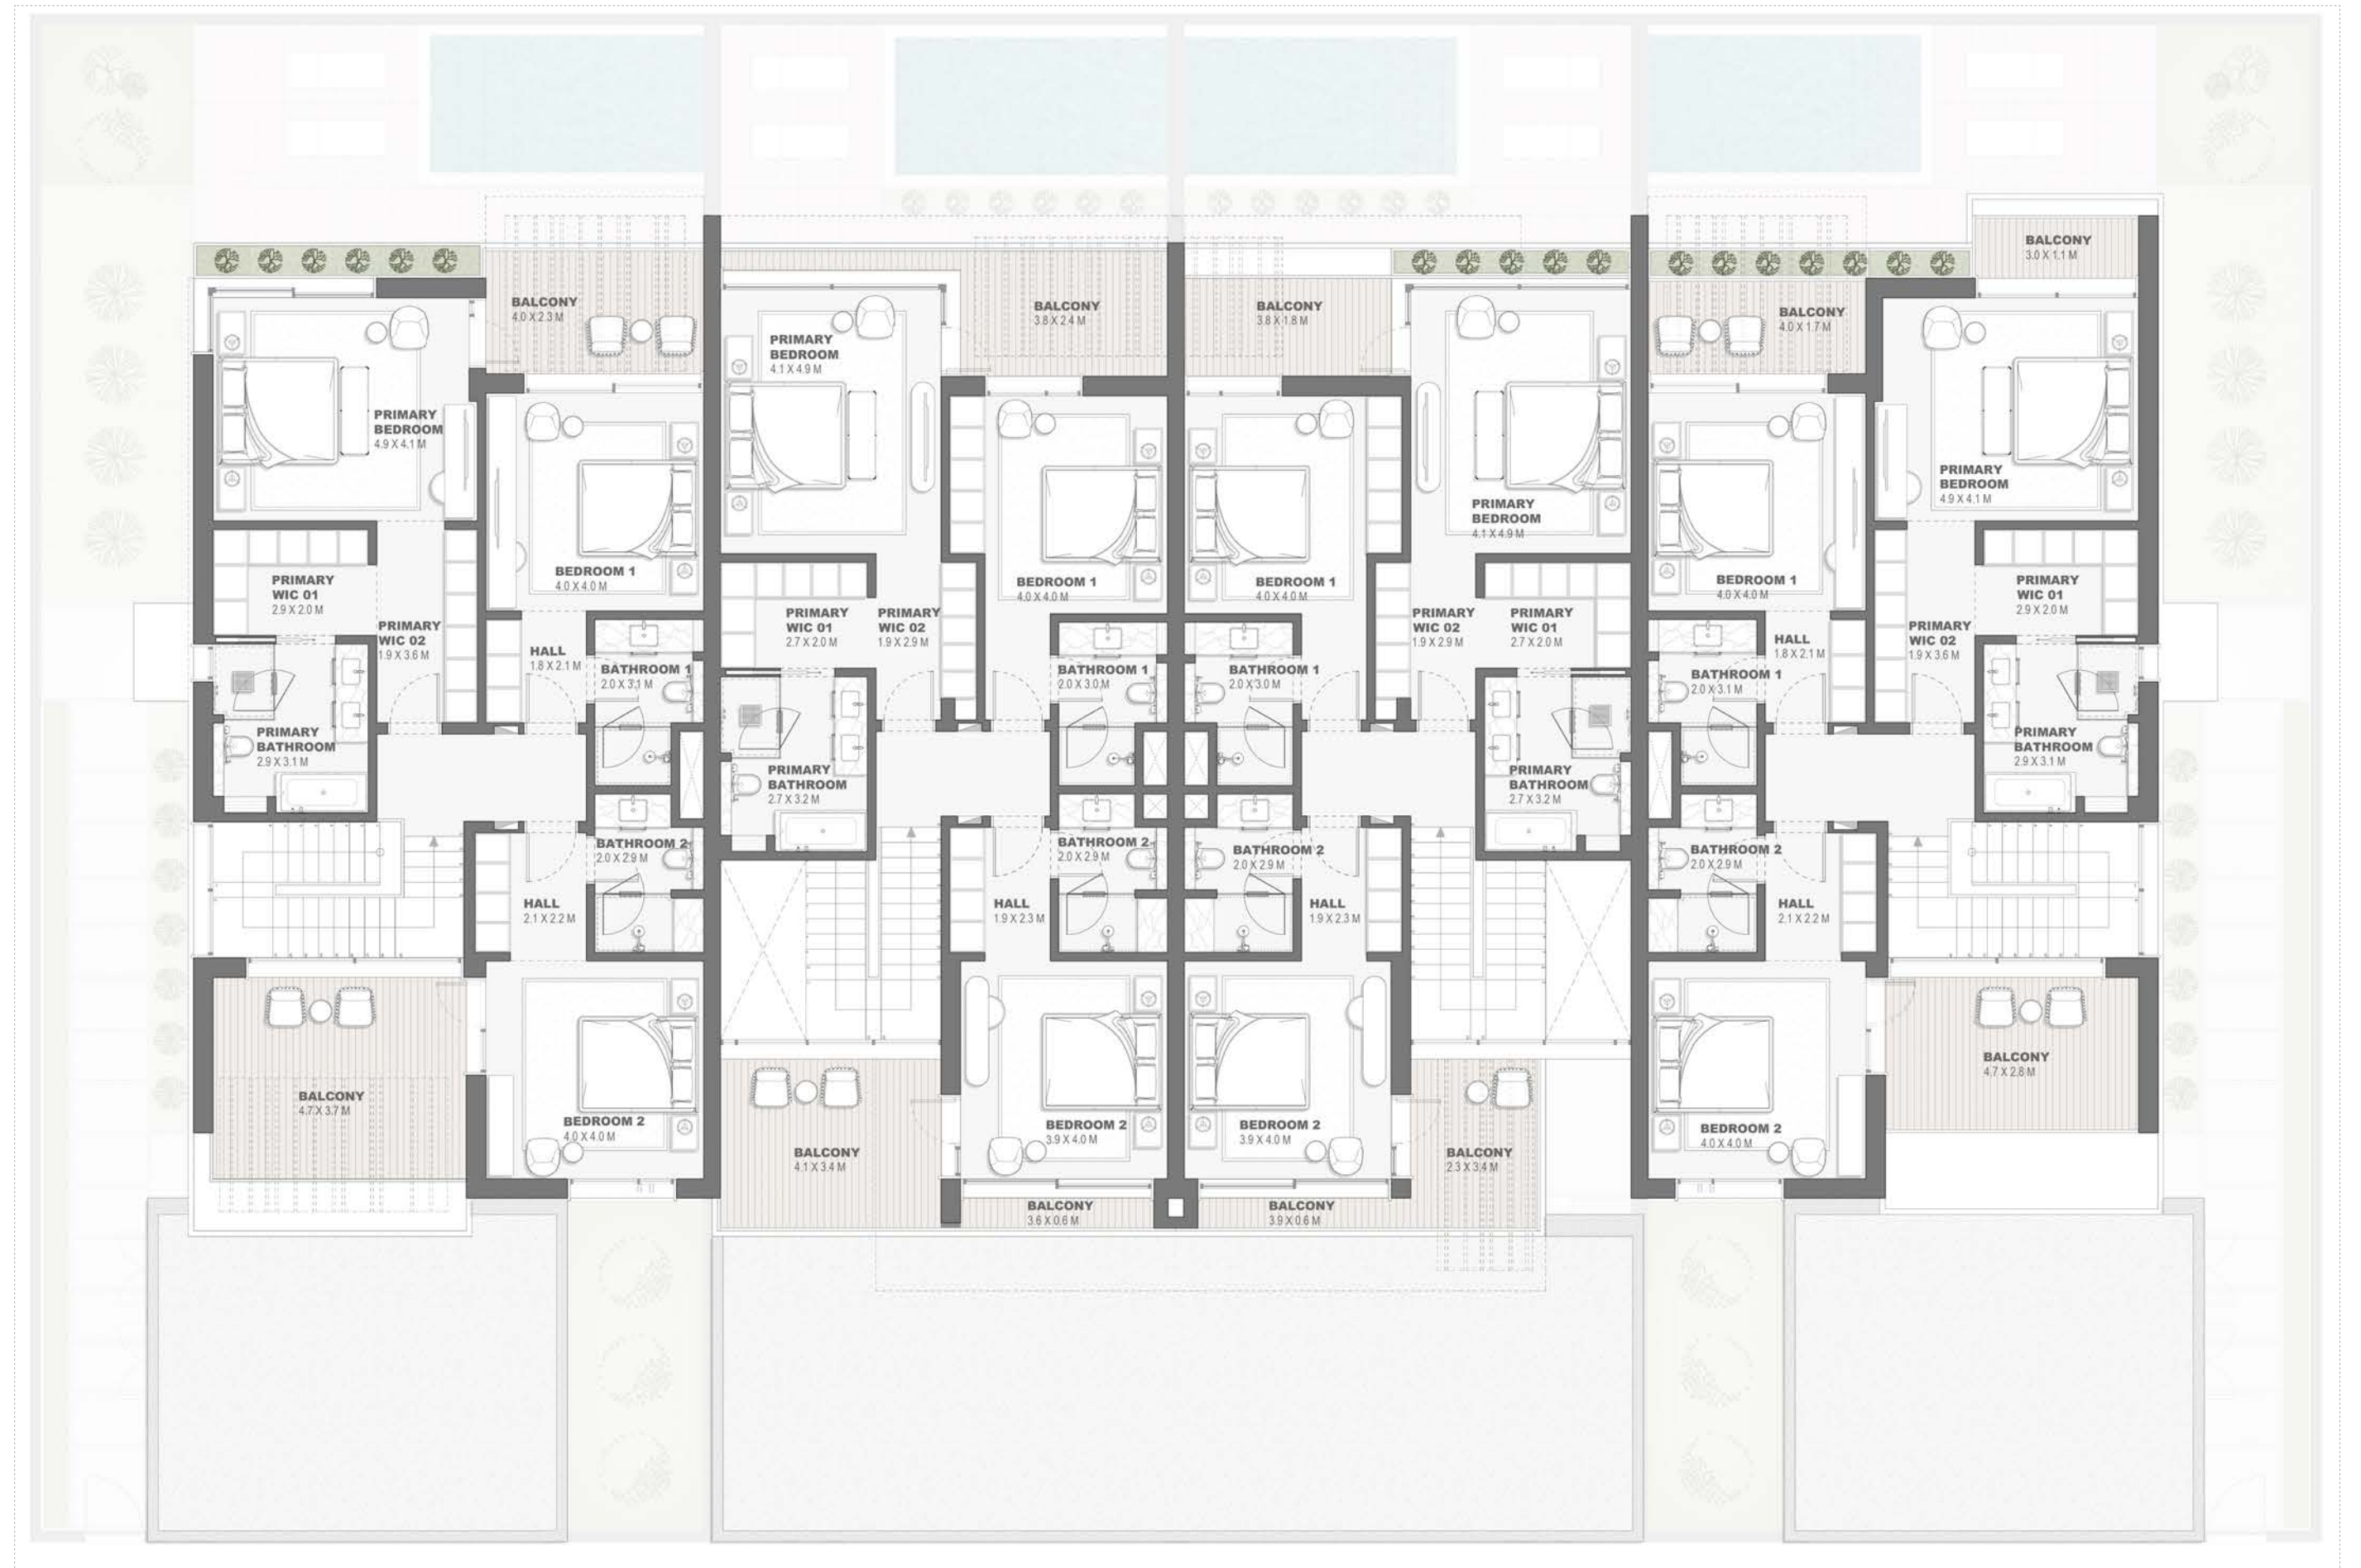 BALCONY
4.0 X 2.3 M
PRIMARY
BEDROOM
4.9 X 4.1 M
BEDROOM 1
4.0 X 4.0 M
PRIMARY
WIC 01
2.9 X 2.0 M
PRIMARY
WIC 02
1.9 X 3.6 M
HALL
1.8 X 2.1 M
BATHROOM 1
2.0 X 3.1 M
PRIMARY
BATHROOM
2.9 X 3.1 M
BATHROOM 2
2.0 X 2.9 M
HALL
2.1 X 2.2 M
BALCONY
4.7 X 3.7 M
BEDROOM 2
4.0 X 4.0 M
PRIMARY
BEDROOM
4.1 X 4.9 M
BALCONY
3.8 X 2.4 M
BEDROOM 1
4.0 X 4.0 M
PRIMARY
WIC 01
2.7 X 2.0 M
PRIMARY
WIC 02
1.9 X 2.9 M
BATHROOM 1
2.0 X 3.0 M
PRIMARY
BATHROOM
2.7 X 3.2 M
BATHROOM 2
2.0 X 2.9 M
HALL
1.9 X 2.3 M
BEDROOM 2
3.9 X 4.0 M
BALCONY
4.1 X 3.4 M
BALCONY
3.6 X 0.6 M
BALCONY
3.8 X 1.8 M
PRIMARY
BEDROOM
4.1 X 4.9 M
BEDROOM 1
4.0 X 4.0 M
PRIMARY
WIC 02
1.9 X 2.9 M
PRIMARY
WIC 01
2.7 X 2.0 M
BATHROOM 1
2.0 X 3.0 M
PRIMARY
BATHROOM
2.7 X 3.2 M
BATHROOM 2
2.0 X 2.9 M
HALL
1.9 X 2.3 M
BEDROOM 2
3.9 X 4.0 M
BALCONY
2.3 X 3.4 M
BALCONY
3.9 X 0.6 M
BALCONY
3.0 X 1.1 M
BALCONY
4.0 X 1.7 M
PRIMARY
BEDROOM
4.9 X 4.1 M
BEDROOM 1
4.0 X 4.0 M
PRIMARY
WIC 01
2.9 X 2.0 M
PRIMARY
WIC 02
1.9 X 3.6 M
HALL
1.8 X 2.1 M
BATHROOM 1
2.0 X 3.1 M
PRIMARY
BATHROOM
2.9 X 3.1 M
BATHROOM 2
2.0 X 2.9 M
HALL
2.1 X 2.2 M
BALCONY
4.7 X 2.8 M
BEDROOM 2
4.0 X 4.0 M